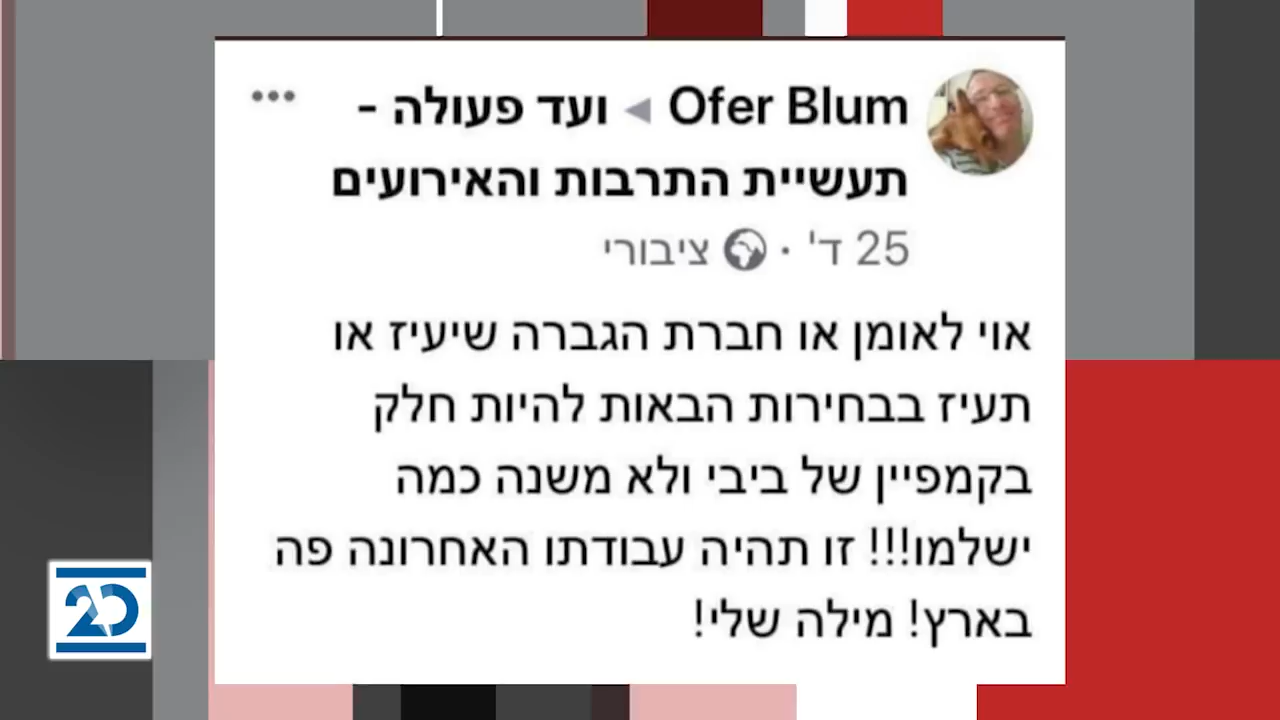 Ofer Blum ◂ ועד פעולה -
תעשיית התרבות והאירועים
25 ד' · ציבורי
אוי לאומן או חברת הגברה שיעיז או
תעיז בבחירות הבאות להיות חלק
בקמפיין של ביבי ולא משנה כמה
ישלמו!!! זו תהיה עבודתו האחרונה פה
בארץ! מילה שלי!
20